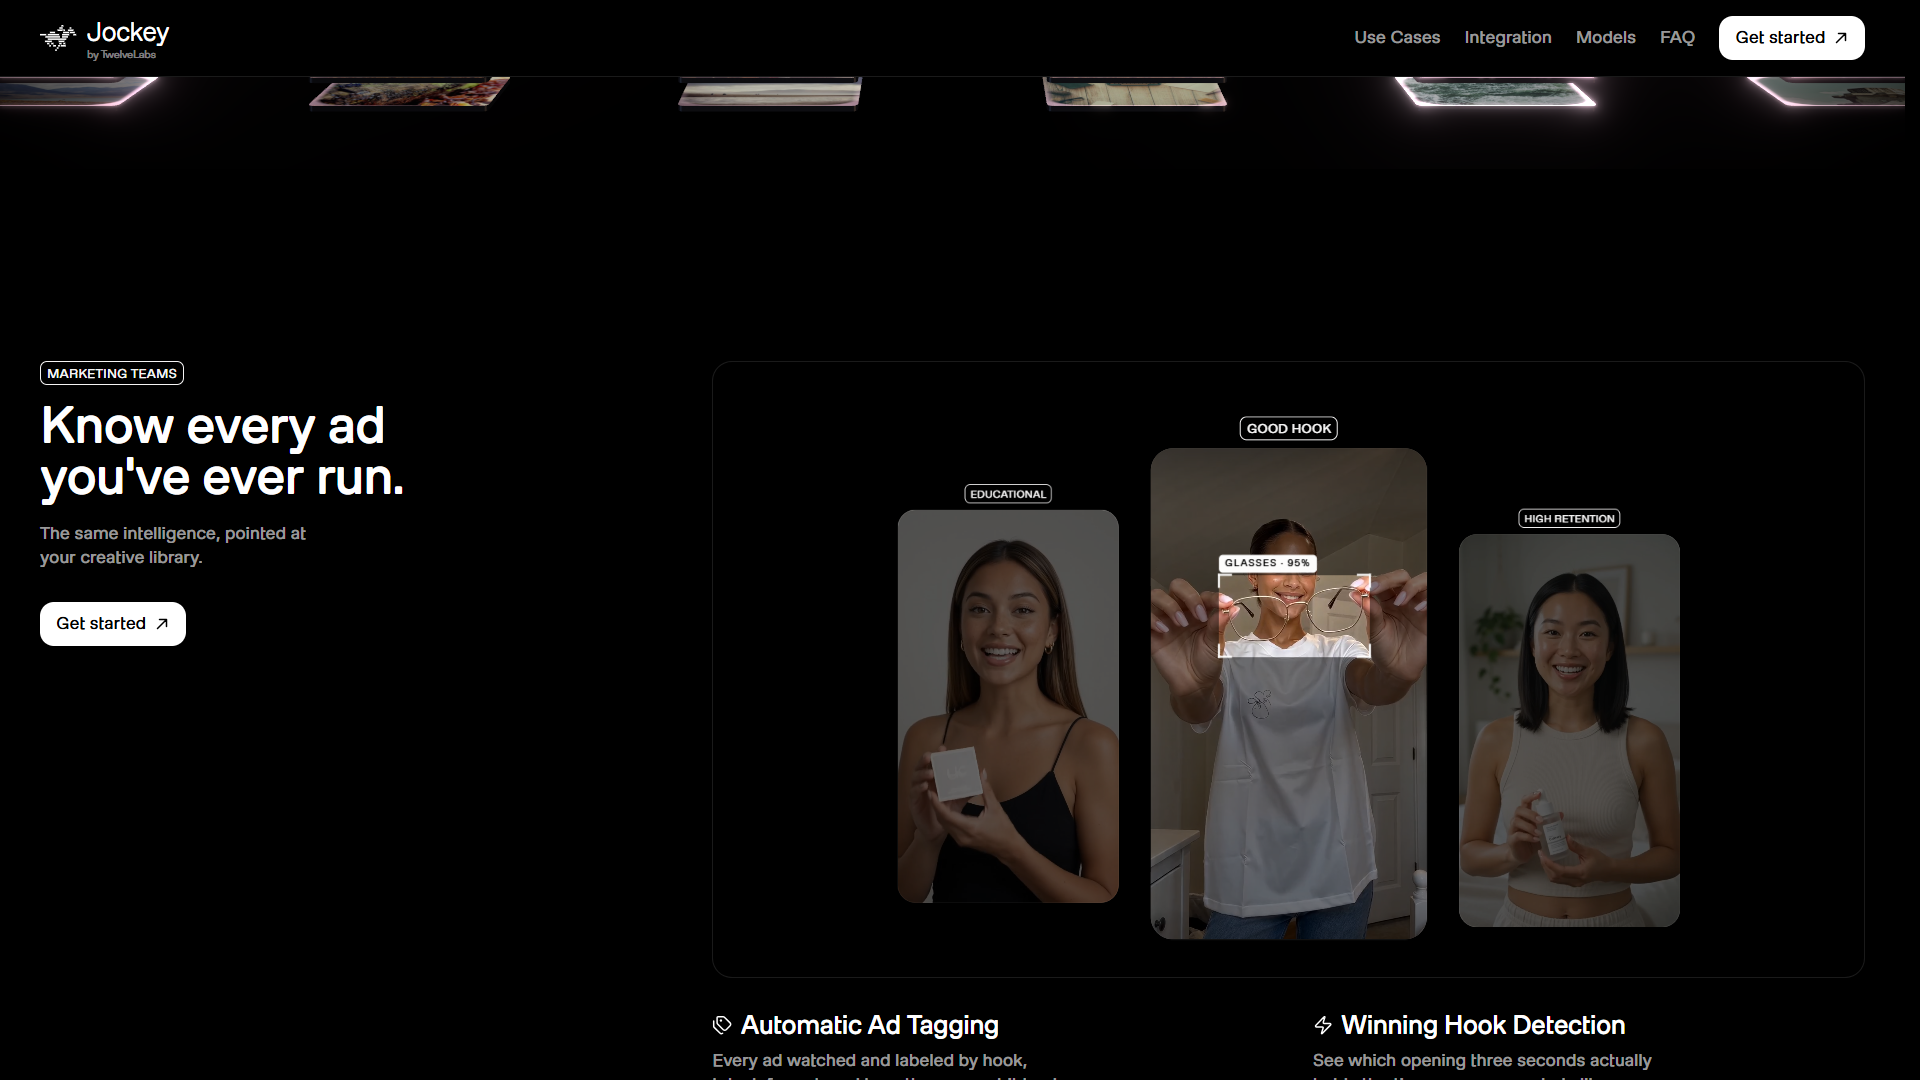 Jockey
by TwelveLabs
Use Cases
Integration
Models
FAQ
Get started
MARKETING TEAMS
Know every ad
you've ever run.
The same intelligence, pointed at
your creative library.
Get started
EDUCATIONAL
GOOD HOOK
GLASSES · 95%
HIGH RETENTION
Automatic Ad Tagging
Every ad watched and labeled by hook,
Winning Hook Detection
See which opening three seconds actually